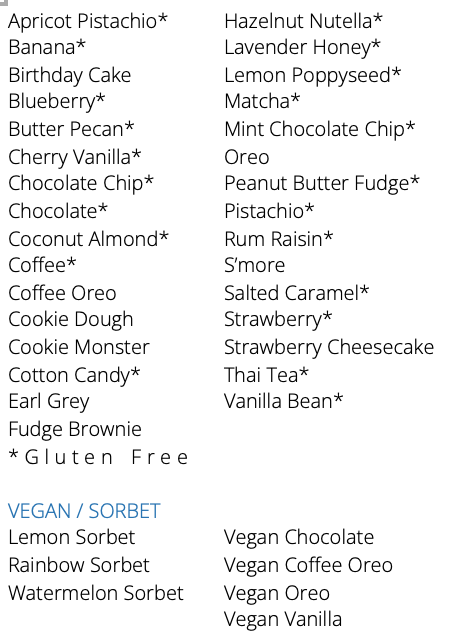 Apricot Pistachio*
Banana*
Birthday Cake
Blueberry*
Butter Pecan*
Cherry Vanilla*
Chocolate Chip*
Chocolate*
Coconut Almond*
Coffee*
Coffee Oreo
Cookie Dough
Cookie Monster
Cotton Candy*
Earl Grey
Fudge Brownie
*Gluten Free
Hazelnut Nutella*
Lavender Honey*
Lemon Poppyseed*
Matcha*
Mint Chocolate Chip*
Oreo
Peanut Butter Fudge*
Pistachio*
Rum Raisin*
S’more
Salted Caramel*
Strawberry*
Strawberry Cheesecake
Thai Tea*
Vanilla Bean*
VEGAN / SORBET
Lemon Sorbet
Rainbow Sorbet
Watermelon Sorbet
Vegan Chocolate
Vegan Coffee Oreo
Vegan Oreo
Vegan Vanilla